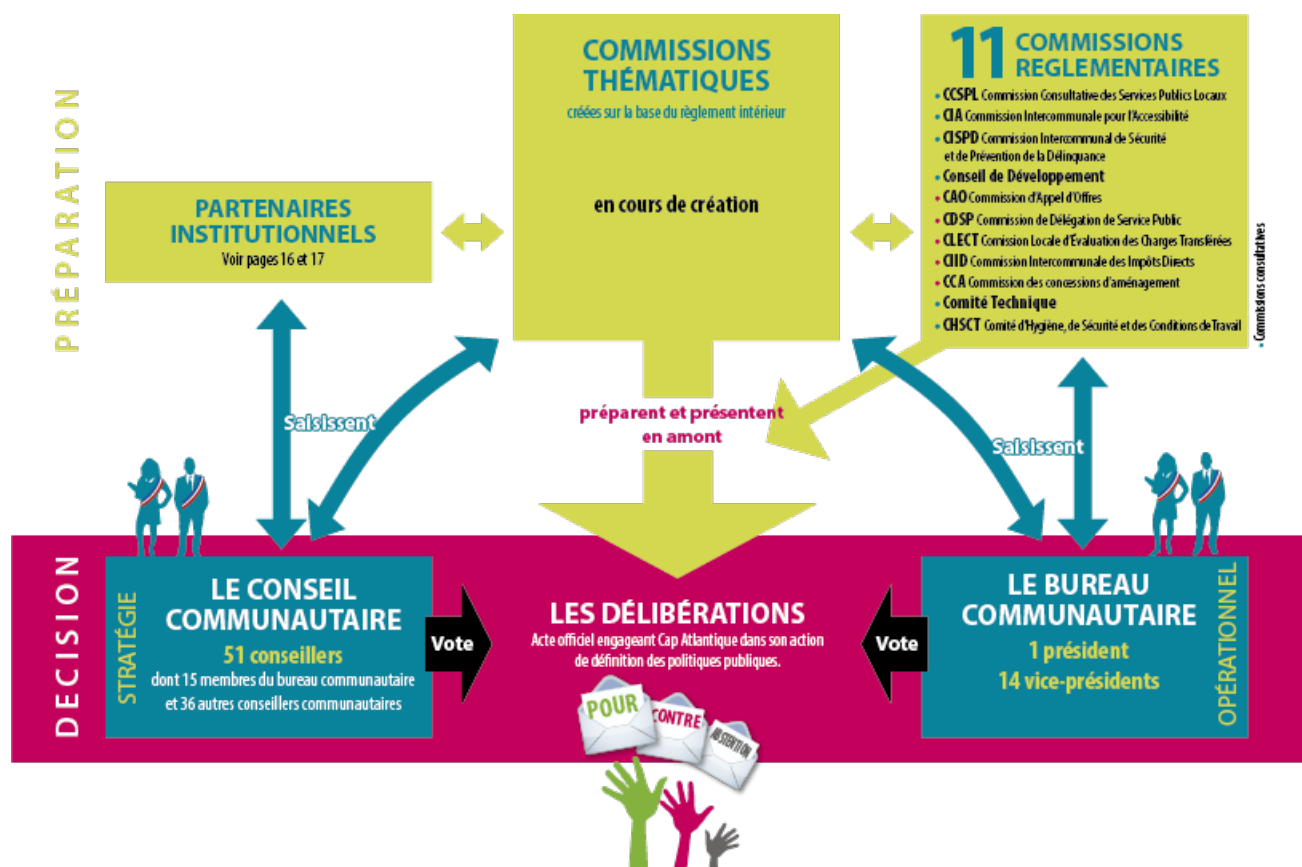 PRÉPARATION
COMMISSIONS
THÉMATIQUES
créées sur la base du règlement intérieur
en cours de création
11 COMMISSIONS
REGLEMENTAIRES
• CCSPL Commission Consultative des Services Publics Locaux
• CIA Commission Intercommunale pour l'Accessibilité
• CISPD Commission Intercommunal de Sécurité
et de Prévention de la Délinquance
• Conseil de Développement
• CAO Commission d'Appel d'Offres
• CDSP Commission de Délégation de Service Public
• CLECT Comission Locale d'Évaluation des Charges Transférées
• CIID Commission Intercommunale des Impôts Directs
• CCA Commission des concessions d'aménagement
• Comité Technique
• CHSCT Comité d'Hygiène, de Sécurité et des Conditions de Travail
• Commissions consultatives
PARTENAIRES
INSTITUTIONNELS
Voir pages 16 et 17
Saisissent
préparent et présentent
en amont
Saisissent
DECISION
STRATÉGIE
LE CONSEIL
COMMUNAUTAIRE
51 conseillers
dont 15 membres du bureau communautaire
et 36 autres conseillers communautaires
Vote
LES DÉLIBÉRATIONS
Acte officiel engageant Cap Atlantique dans son action
de définition des politiques publiques.
POUR
CONTRE
ABSTENTION
Vote
LE BUREAU
COMMUNAUTAIRE
1 président
14 vice-présidents
OPÉRATIONNEL